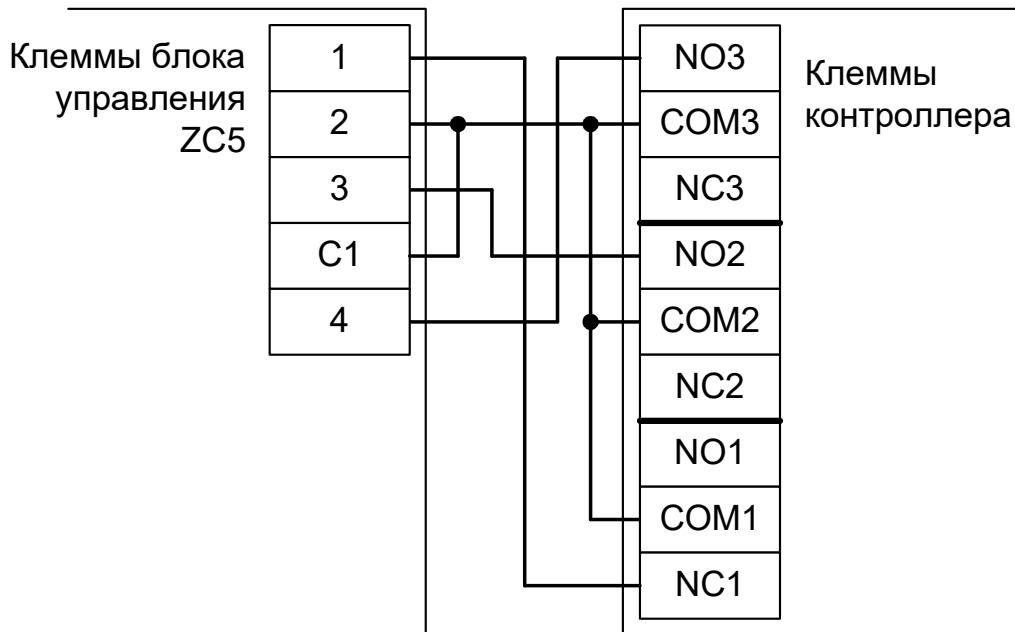 Клеммы блока
управления
ZC5
1
2
3
C1
4
NO3
COM3
NC3
NO2
COM2
NC2
NO1
COM1
NC1
Клеммы
контроллера